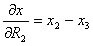 ∂x/∂R₂ = x₂ − x₃